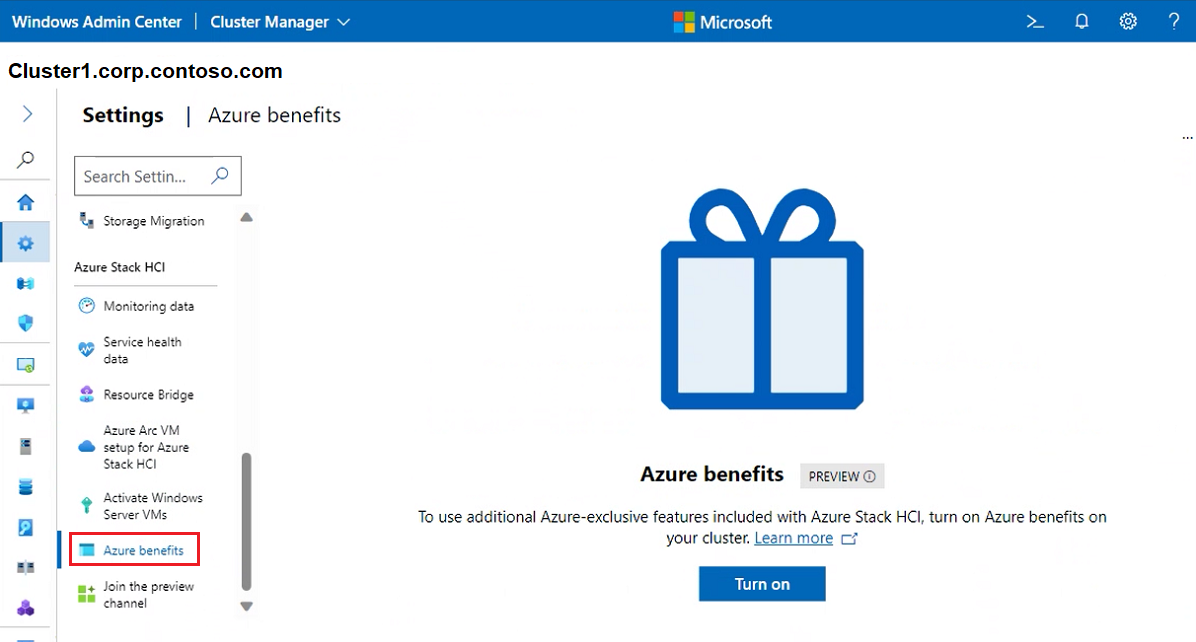 Windows Admin Center | Cluster Manager
Microsoft
>_
?
Cluster1.corp.contoso.com
Settings | Azure benefits
...
Search Settin...
Storage Migration
Azure Stack HCI
Monitoring data
Service health
data
Resource Bridge
Azure Arc VM
setup for Azure
Stack HCI
Activate Windows
Server VMs
Azure benefits
Join the preview
channel
Azure benefits PREVIEW
To use additional Azure-exclusive features included with Azure Stack HCI, turn on Azure benefits on
your cluster. Learn more
Turn on